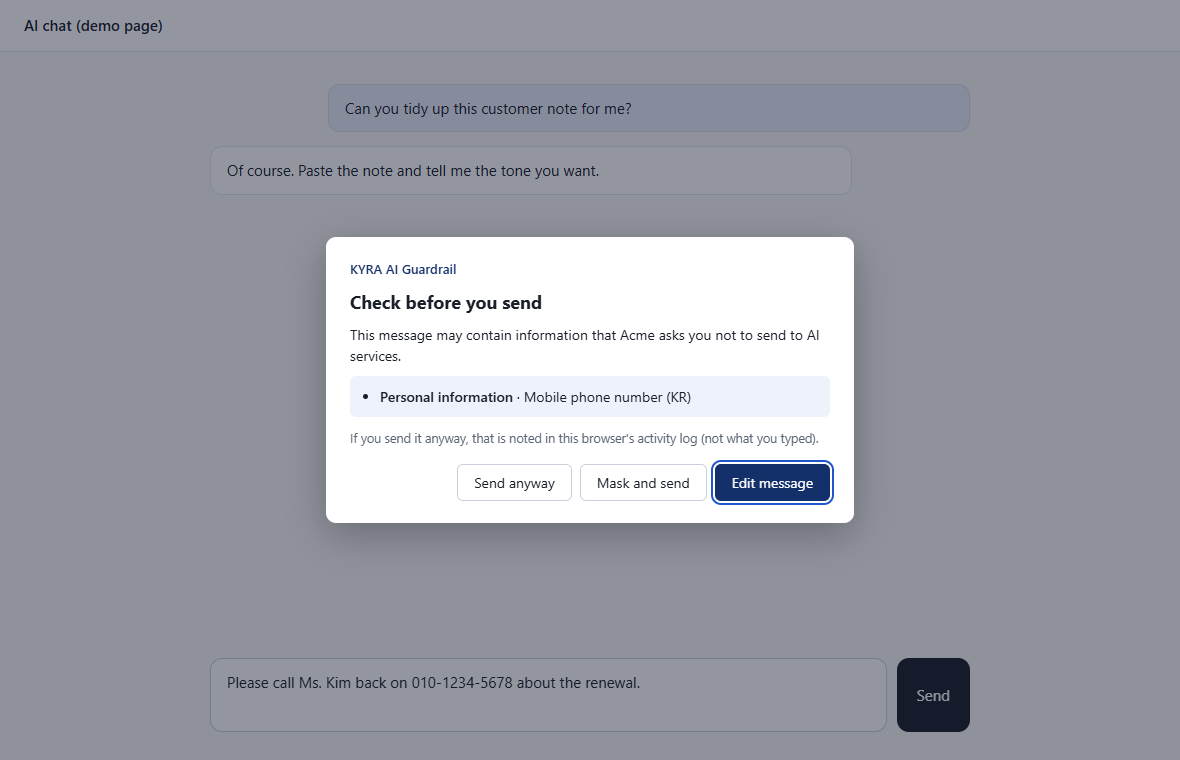 AI chat (demo page)
Can you tidy up this customer note for me?
Of course. Paste the note and tell me the tone you want.
KYRA AI Guardrail
Check before you send
This message may contain information that Acme asks you not to send to AI
services.
• Personal information · Mobile phone number (KR)
If you send it anyway, that is noted in this browser's activity log (not what you typed).
Send anyway
Mask and send
Edit message
Please call Ms. Kim back on 010-1234-5678 about the renewal.
Send